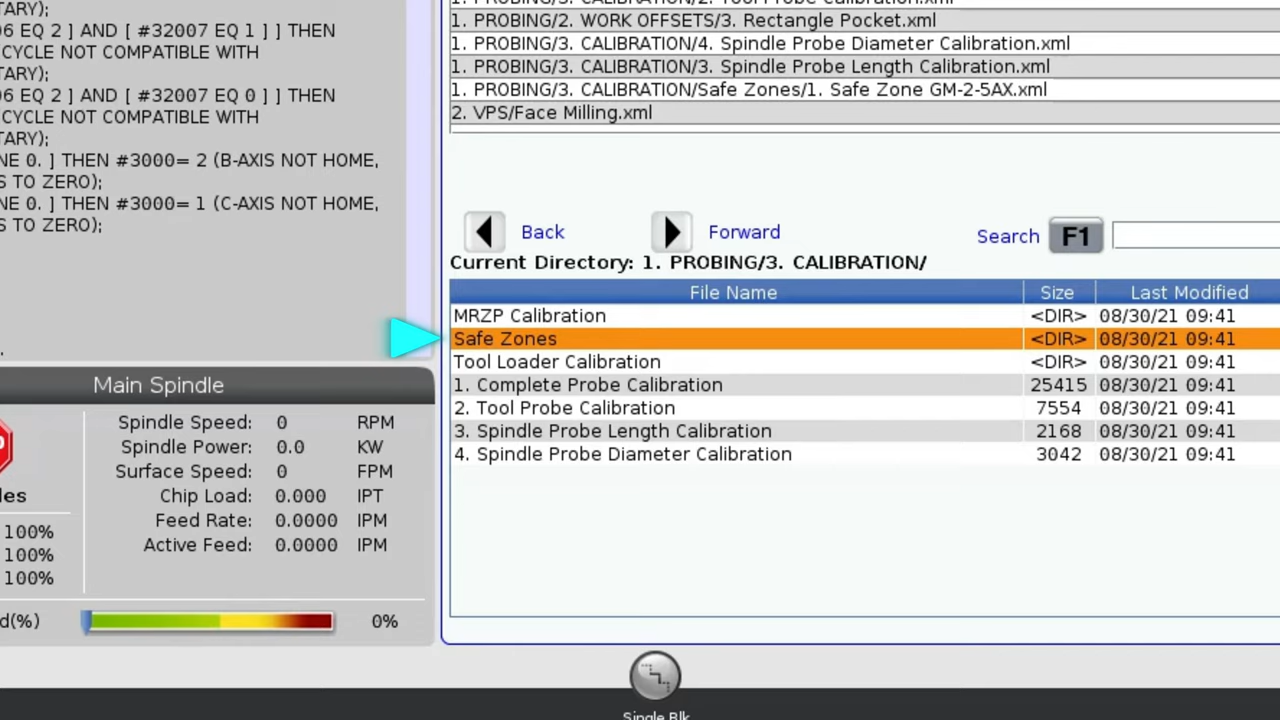 TARY);
6 EQ 2 ] AND [ #32007 EQ 1 ] ] THEN
CYCLE NOT COMPATIBLE WITH
TARY);
6 EQ 2 ] AND [ #32007 EQ 0 ] ] THEN
CYCLE NOT COMPATIBLE WITH
TARY);
NE 0. ] THEN #3000= 2 (B-AXIS NOT HOME,
S TO ZERO);
NE 0. ] THEN #3000= 1 (C-AXIS NOT HOME,
S TO ZERO);
1. PROBING/3. CALIBRATION/2. Tool Probe Calibration.xml
1. PROBING/2. WORK OFFSETS/3. Rectangle Pocket.xml
1. PROBING/3. CALIBRATION/4. Spindle Probe Diameter Calibration.xml
1. PROBING/3. CALIBRATION/3. Spindle Probe Length Calibration.xml
1. PROBING/3. CALIBRATION/Safe Zones/1. Safe Zone GM-2-5AX.xml
2. VPS/Face Milling.xml
Back Forward Search F1
Current Directory: 1. PROBING/3. CALIBRATION/
File Name Size Last Modified
MRZP Calibration <DIR> 08/30/21 09:41
Safe Zones <DIR> 08/30/21 09:41
Tool Loader Calibration <DIR> 08/30/21 09:41
1. Complete Probe Calibration 25415 08/30/21 09:41
2. Tool Probe Calibration 7554 08/30/21 09:41
3. Spindle Probe Length Calibration 2168 08/30/21 09:41
4. Spindle Probe Diameter Calibration 3042 08/30/21 09:41
Main Spindle
Spindle Speed: 0 RPM
Spindle Power: 0.0 KW
Surface Speed: 0 FPM
Chip Load: 0.000 IPT
Feed Rate: 0.0000 IPM
Active Feed: 0.0000 IPM
les
100%
100%
100%
d(%) 0%
Single Blk